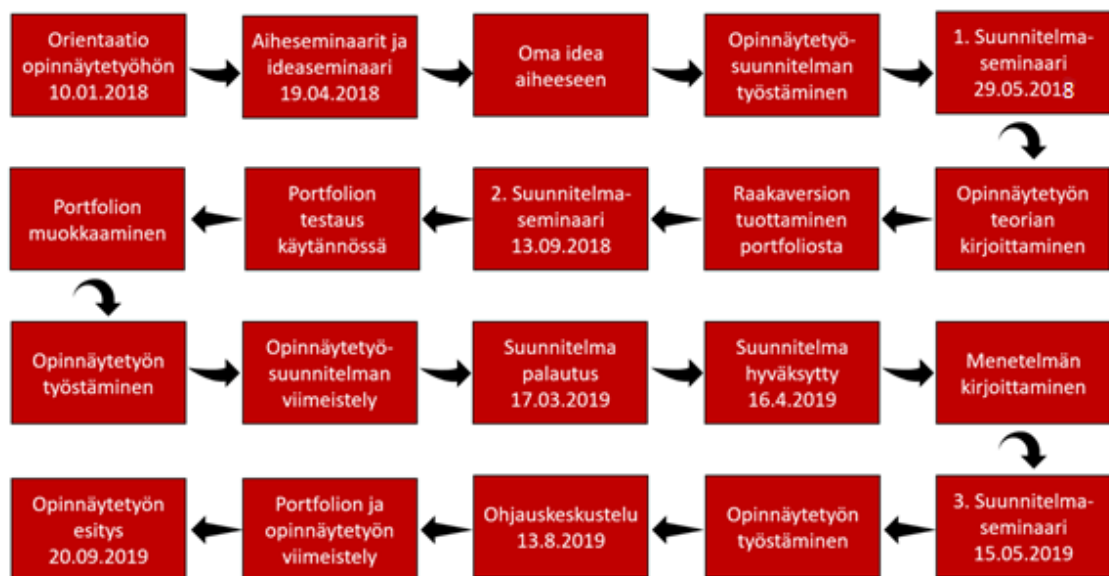 Orientaatio
opinnäytetyöhön
10.01.2018
Aiheseminaarit ja
ideaseminaari
19.04.2018
Oma idea
aiheeseen
Opinnäytetyö-
suunnitelman
työstäminen
1. Suunnitelma-
seminaari
29.05.2018
Opinnäytetyön
teorian
kirjoittaminen
Raakaversion
tuottaminen
portfoliosta
2. Suunnitelma-
seminaari
13.09.2018
Portfolion
testaus
käytännössä
Portfolion
muokkaaminen
Opinnäytetyön
työstäminen
Opinnäytetyö-
suunnitelman
viimeistely
Suunnitelma
palautus
17.03.2019
Suunnitelma
hyväksytty
16.4.2019
Menetelmän
kirjoittaminen
3. Suunnitelma-
seminaari
15.05.2019
Opinnäytetyön
työstäminen
Ohjauskeskustelu
13.8.2019
Portfolion ja
opinnäytetyön
viimeistely
Opinnäytetyön
esitys
20.09.2019